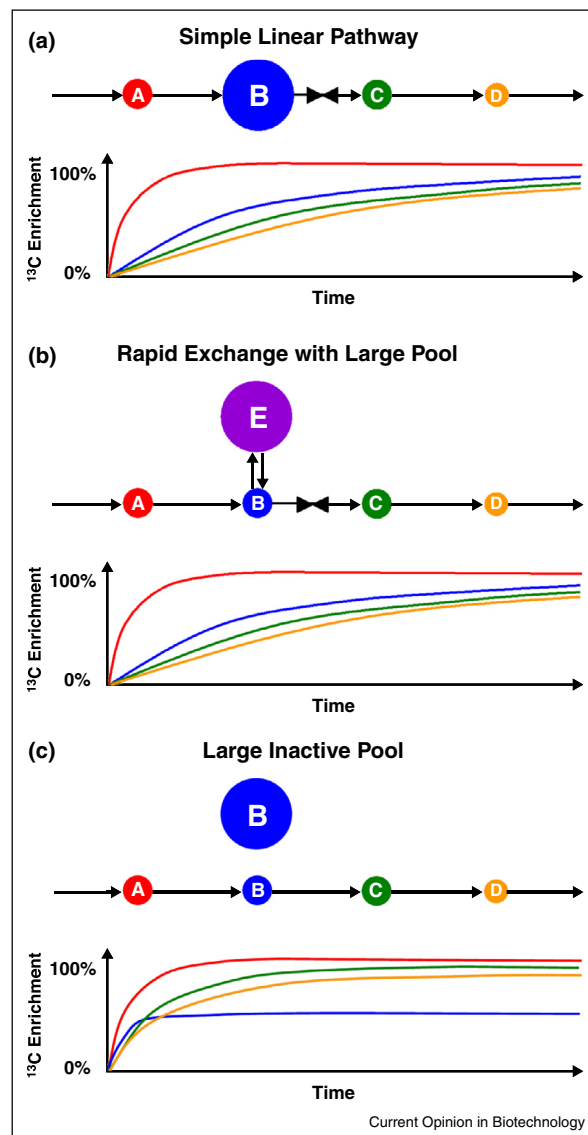 (a) Simple Linear Pathway
A B C D
100%
0%
¹³C Enrichment
Time
(b) Rapid Exchange with Large Pool
E
A B C D
100%
0%
¹³C Enrichment
Time
(c) Large Inactive Pool
B
A B C D
100%
0%
¹³C Enrichment
Time
Current Opinion in Biotechnology